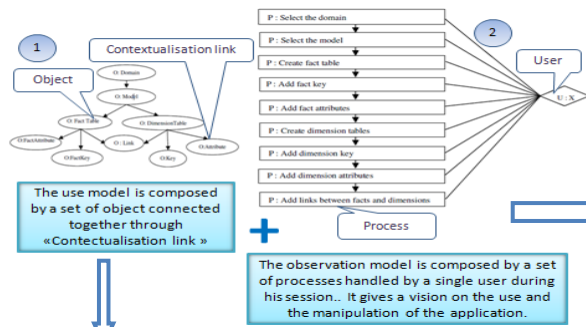 1
Contextualisation link
Object
O: Domain
O: Model
O: Fact Table
O: DimensionTable
O:FactAttribute
O: Link
O:Attribute
O:FactKey
O:Key
The use model is composed
by a set of object connected
together through
«Contectualisation link »
P : Select the domain
P : Select the model
P : Create fact table
P : Add fact key
P : Add fact attributes
P : Create dimension tables
P : Add dimension key
P : Add dimension attributes
P : Add links between facts and dimensions
2
User
U : X
Process
The observation model is composed by a set
of processes handled by a single user during
his session.. It gives a vision on the use and
the manipulation of the application.